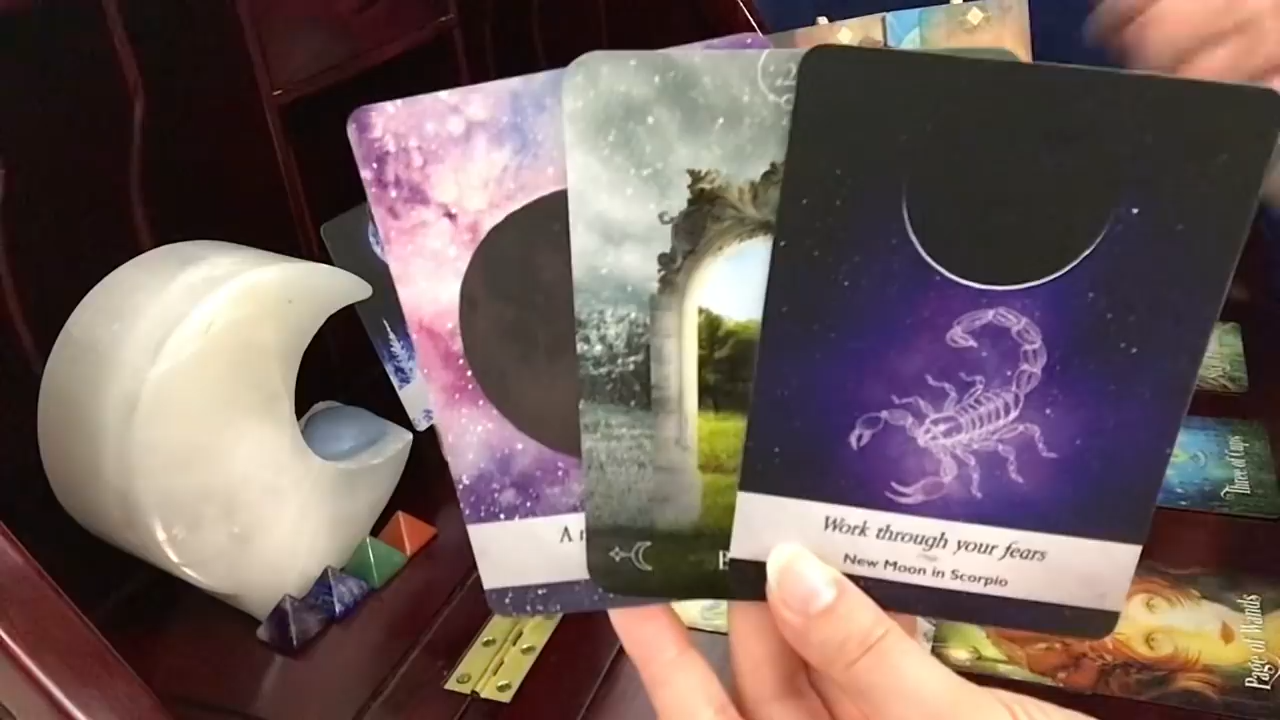 Work through your fears
New Moon in Scorpio
Three of Cups
Page of Wands